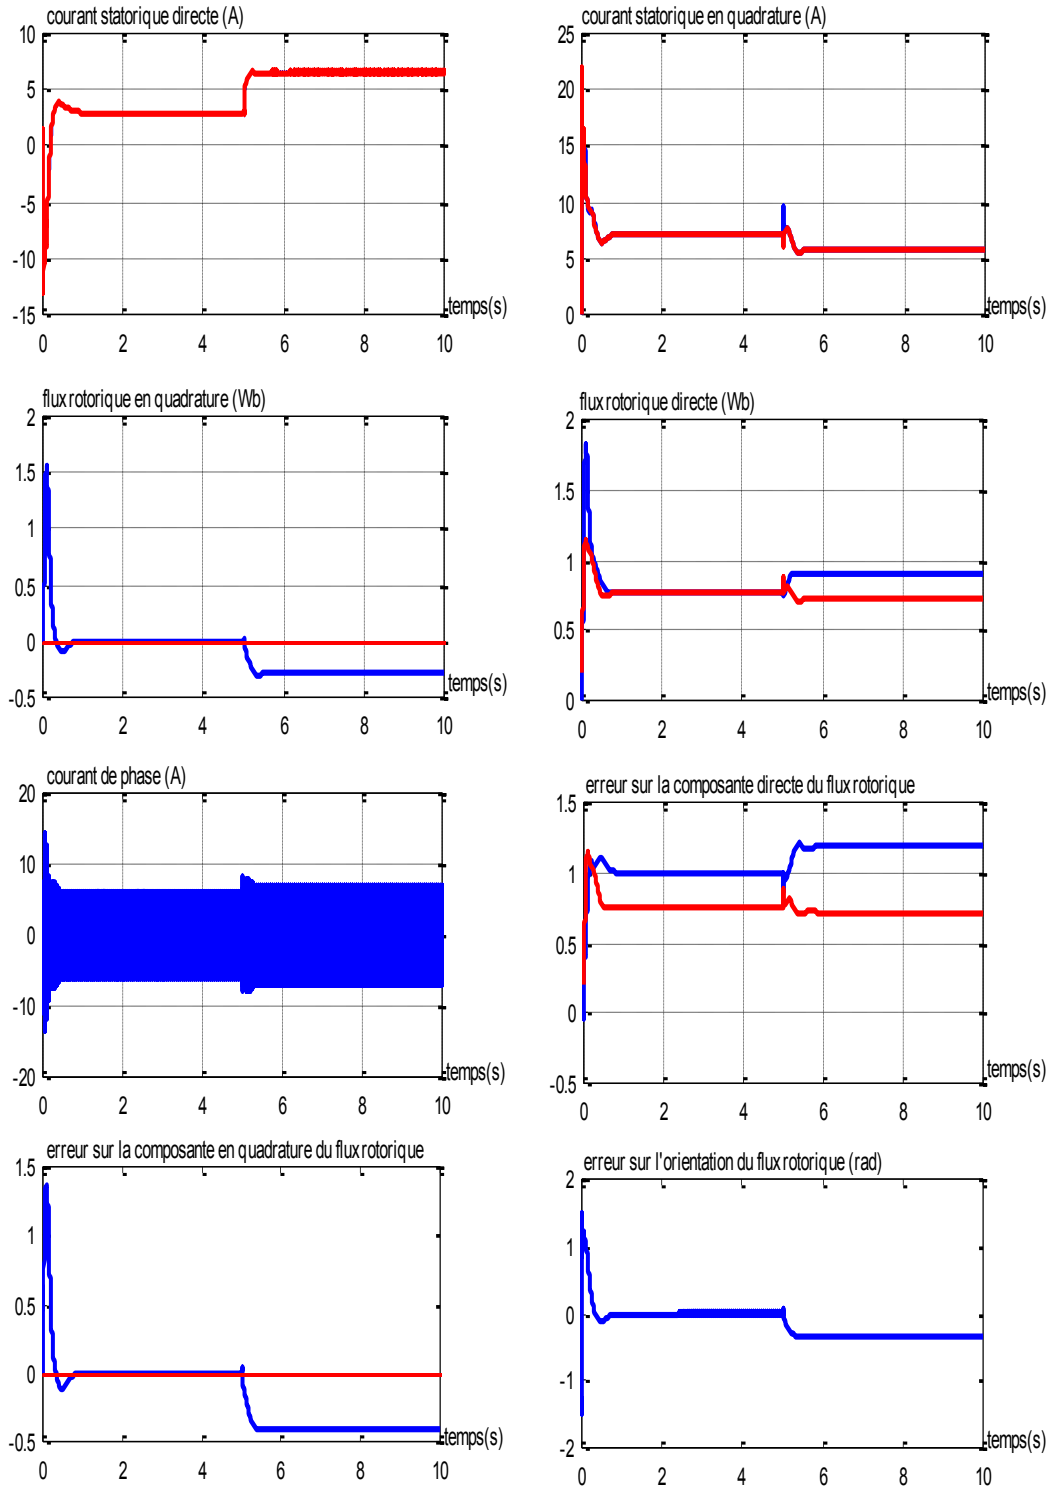 courant statorique directe (A)
10
5
0
-5
-10
-15
0 2 4 6 8 10
temps(s)
courant statorique en quadrature (A)
25
20
15
10
5
0
0 2 4 6 8 10
temps(s)
flux rotorique en quadrature (Wb)
2
1.5
1
0.5
0
-0.5
0 2 4 6 8 10
temps(s)
flux rotorique directe (Wb)
2
1.5
1
0.5
0
0 2 4 6 8 10
temps(s)
courant de phase (A)
20
10
0
-10
-20
0 2 4 6 8 10
temps(s)
erreur sur la composante directe du flux rotorique
1.5
1
0.5
0
-0.5
0 2 4 6 8 10
temps(s)
erreur sur la composante en quadrature du flux rotorique
1.5
1
0.5
0
-0.5
0 2 4 6 8 10
temps(s)
erreur sur l'orientation du flux rotorique (rad)
2
1
0
-1
-2
0 2 4 6 8 10
temps(s)